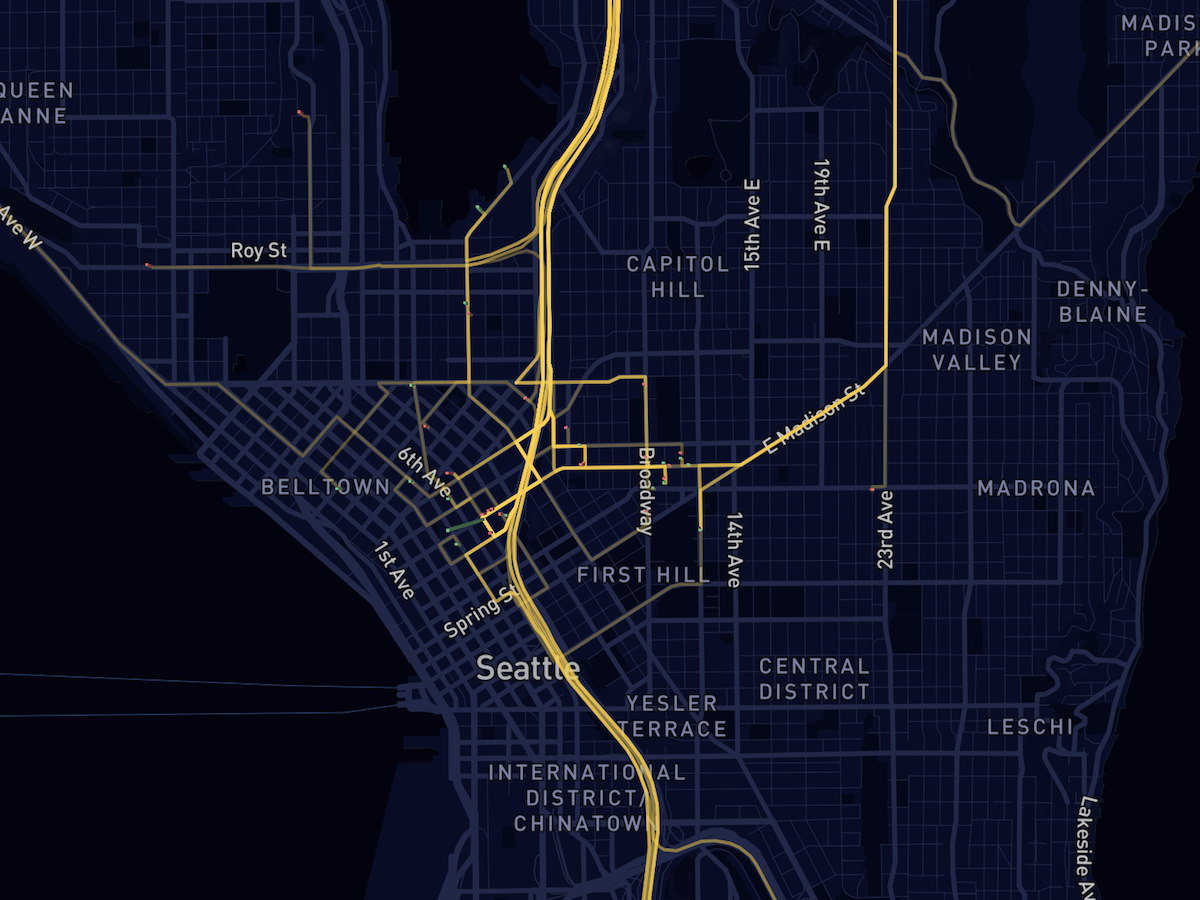 MADIS
PARK
QUEEN
ANNE
19th Ave E
15th Ave E
Ave W
Roy St
CAPITOL
HILL
DENNY-
BLAINE
MADISON
VALLEY
E Madison St
6th Ave
Broadway
BELLTOWN
MADRONA
23rd Ave
14th Ave
1st Ave
FIRST HILL
Spring St
Seattle
CENTRAL
DISTRICT
YESLER
TERRACE
LESCHI
INTERNATIONAL
DISTRICT/
CHINATOWN
Lakeside Av